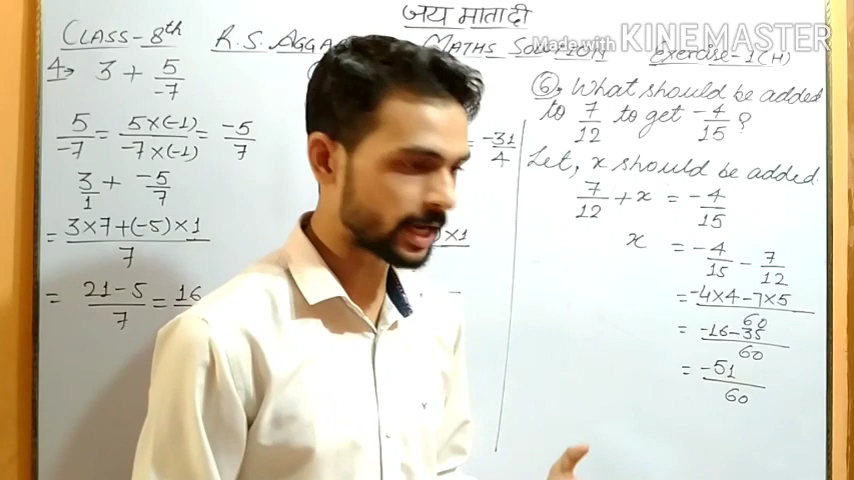 जय माता दी
CLASS-8th R.S. AGGA MATHS SOLUTION Exercise-1(H)
Made with KINEMASTER
4→ 3 + 5/-7
5/-7 = 5×(-1)/-7×(-1) = -5/7
3/1 + -5/7
= 3×7+(-5)×1/7
= 21-5/7 = 16
= -31/4
×1
⑥. What should be added
to 7/12 to get -4/15 ?
Let, x should be added.
7/12 + x = -4/15
x = -4/15 - 7/12
= -4×4-7×5/60
= -16-35/60
= -51/60